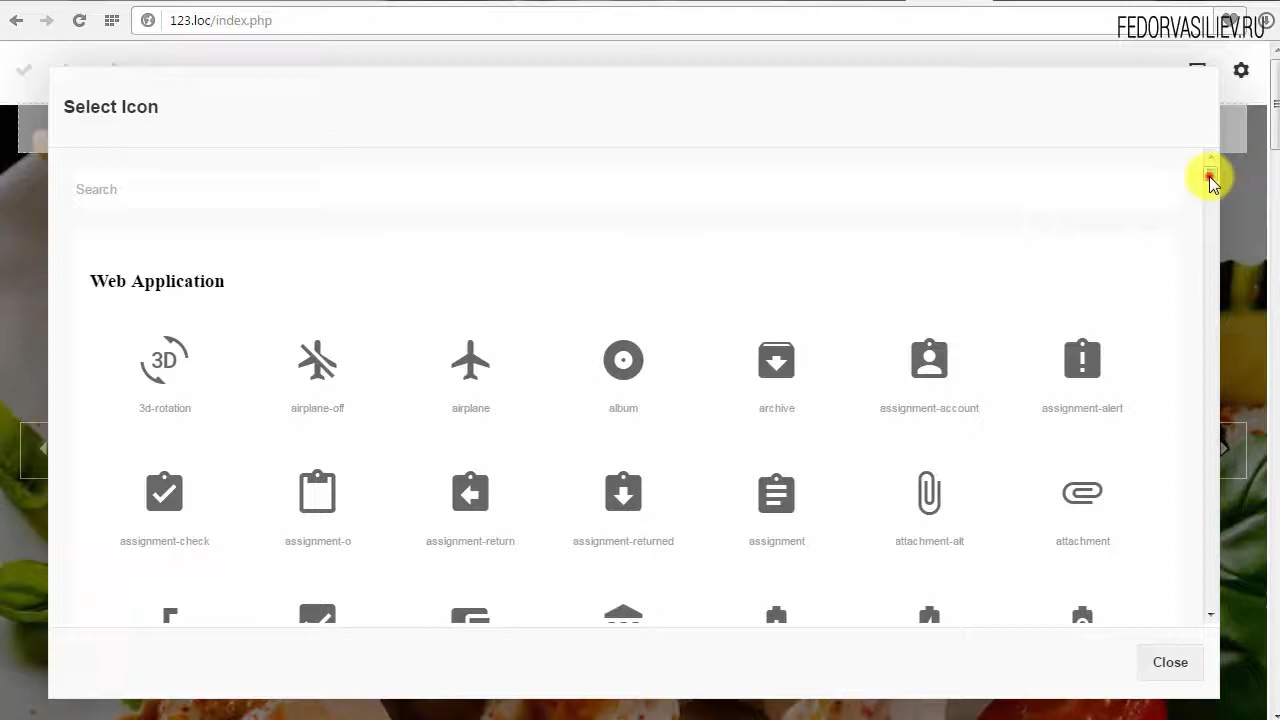 123.loc/index.php
FEDORVASILIEV.RU
Select Icon
Search
Web Application
3D
3d-rotation airplane-off airplane album archive assignment-account assignment-alert
assignment-check assignment-o assignment-return assignment-returned assignment attachment-alt attachment
Close